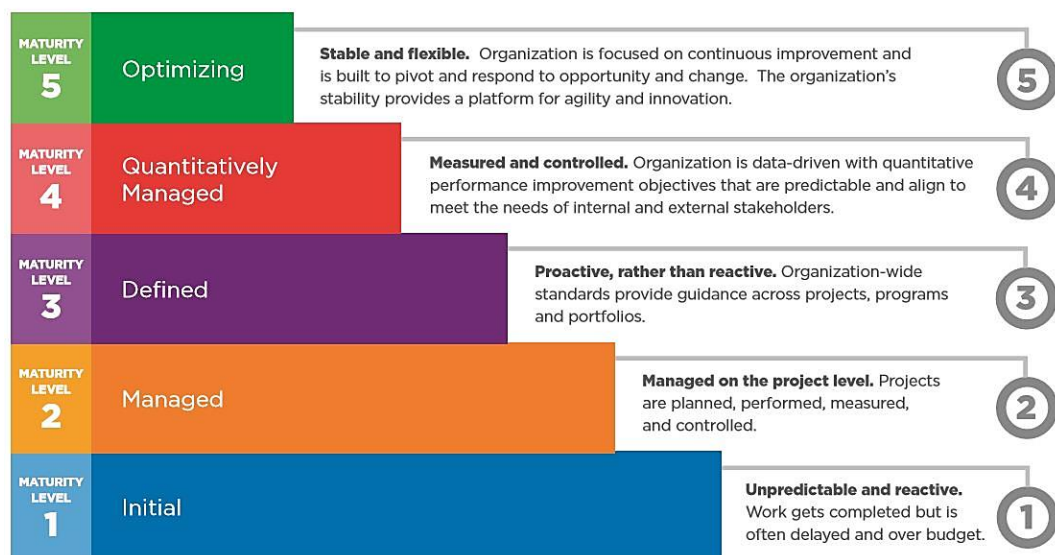 MATURITY
LEVEL
5
Optimizing
Stable and flexible. Organization is focused on continuous improvement and
is built to pivot and respond to opportunity and change. The organization's
stability provides a platform for agility and innovation.
5
MATURITY
LEVEL
4
Quantitatively
Managed
Measured and controlled. Organization is data-driven with quantitative
performance improvement objectives that are predictable and align to
meet the needs of internal and external stakeholders.
4
MATURITY
LEVEL
3
Defined
Proactive, rather than reactive. Organization-wide
standards provide guidance across projects, programs
and portfolios.
3
MATURITY
LEVEL
2
Managed
Managed on the project level. Projects
are planned, performed, measured,
and controlled.
2
MATURITY
LEVEL
1
Initial
Unpredictable and reactive.
Work gets completed but is
often delayed and over budget.
1